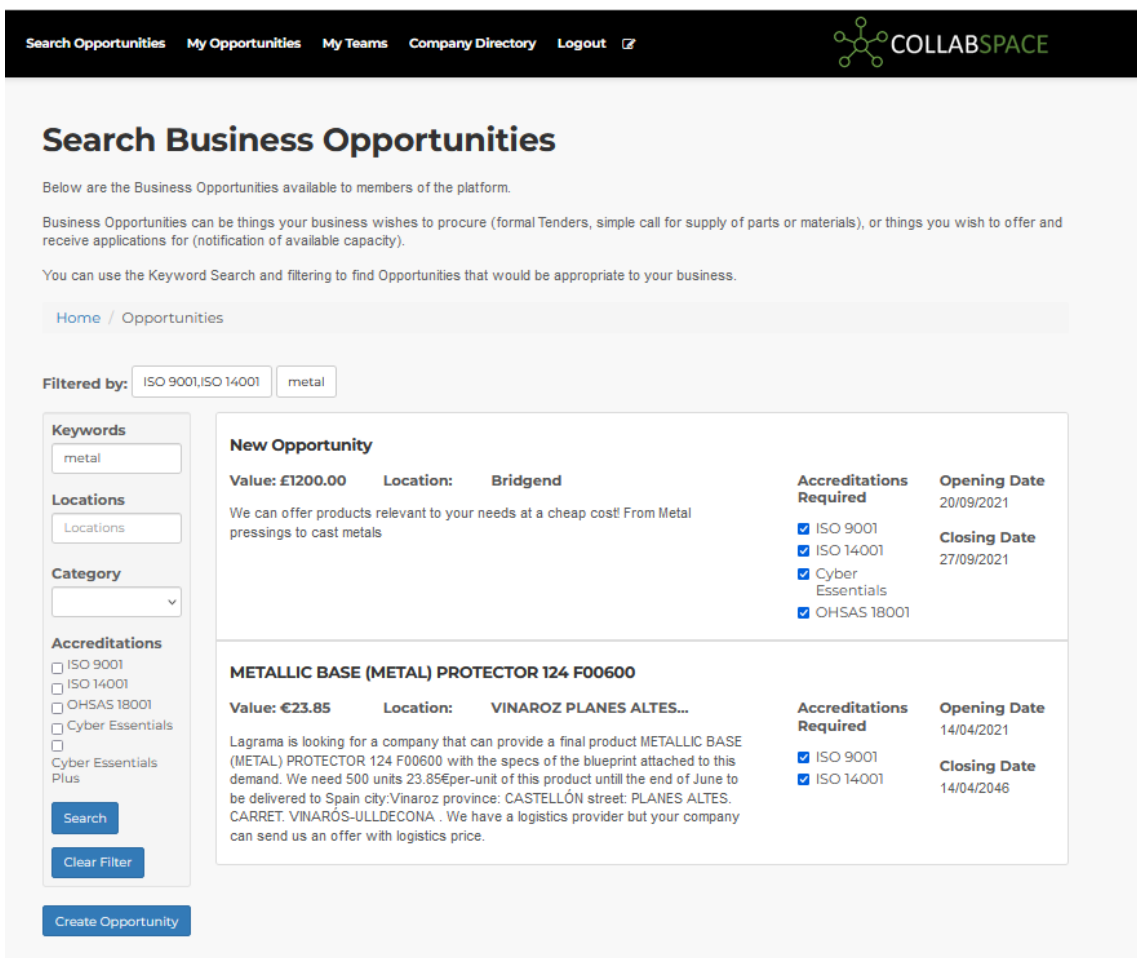 Search Opportunities My Opportunities My Teams Company Directory Logout
COLLABSPACE
Search Business Opportunities
Below are the Business Opportunities available to members of the platform.
Business Opportunities can be things your business wishes to procure (formal Tenders, simple call for supply of parts or materials), or things you wish to offer and
receive applications for (notification of available capacity).
You can use the Keyword Search and filtering to find Opportunities that would be appropriate to your business.
Home / Opportunities
Filtered by: ISO 9001,ISO 14001 metal
Keywords
metal
Locations
Locations
Category
Accreditations
ISO 9001
ISO 14001
OHSAS 18001
Cyber Essentials
Cyber Essentials
Plus
Search
Clear Filter
Create Opportunity
New Opportunity
Value: £1200.00 Location: Bridgend
We can offer products relevant to your needs at a cheap cost! From Metal
pressings to cast metals
Accreditations
Required
ISO 9001
ISO 14001
Cyber
Essentials
OHSAS 18001
Opening Date
20/09/2021
Closing Date
27/09/2021
METALLIC BASE (METAL) PROTECTOR 124 F00600
Value: €23.85 Location: VINAROZ PLANES ALTES...
Lagrama is looking for a company that can provide a final product METALLIC BASE
(METAL) PROTECTOR 124 F00600 with the specs of the blueprint attached to this
demand. We need 500 units 23.85€per-unit of this product untill the end of June to
be delivered to Spain city:Vinaroz province: CASTELLÓN street: PLANES ALTES.
CARRET. VINARÓS-ULLDECONA . We have a logistics provider but your company
can send us an offer with logistics price.
Accreditations
Required
ISO 9001
ISO 14001
Opening Date
14/04/2021
Closing Date
14/04/2046